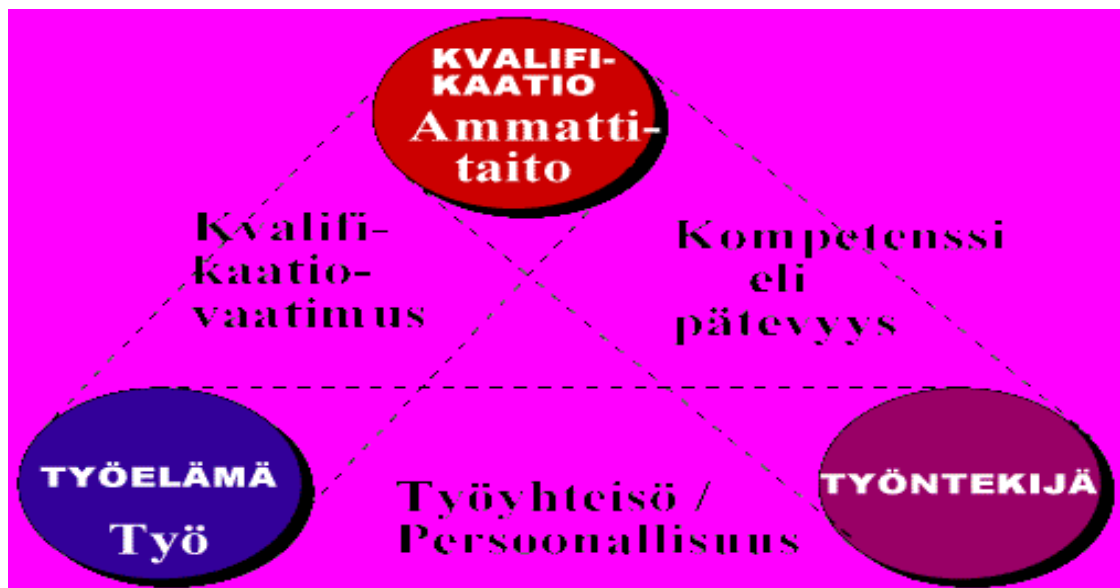 KVALIFI-
KAATIO
Ammatti-
taito
Kvalifi-
kaatio-
vaatimus
Kompetenssi
eli
pätevyys
TYÖELÄMÄ
Työ
Työyhteisö /
Persoonallisuus
TYÖNTEKIJÄ